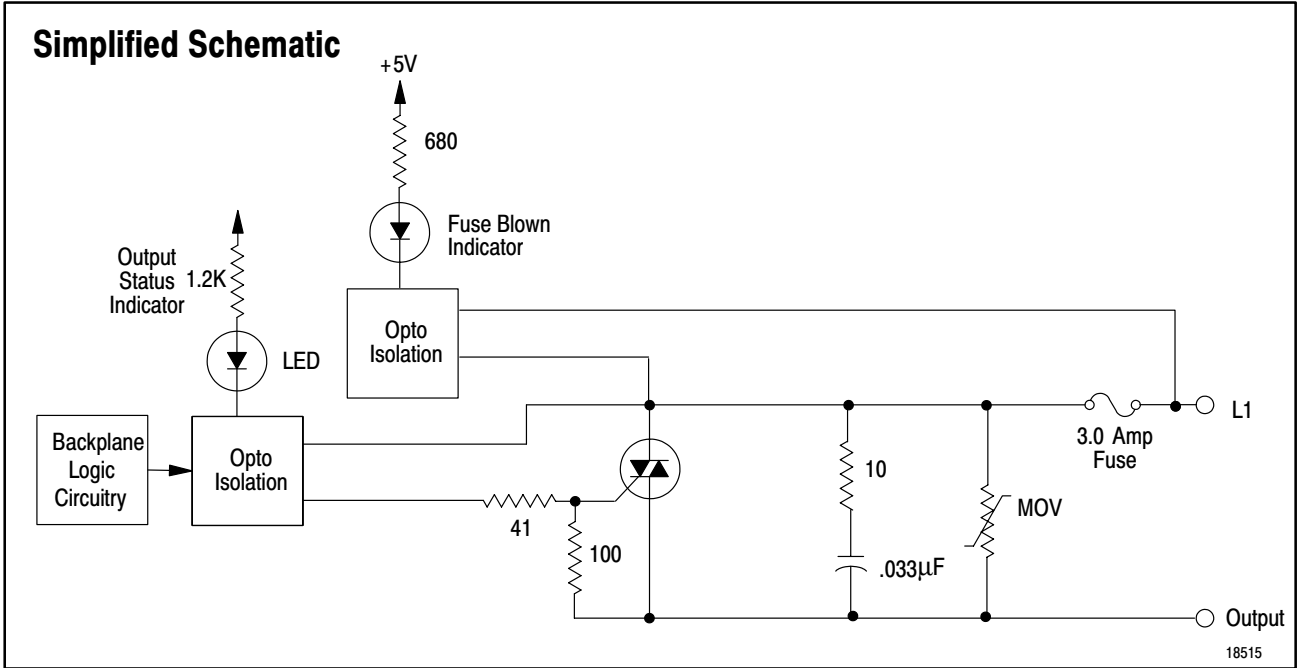 Simplified Schematic
+5V
680
Fuse Blown
Indicator
Output
Status
Indicator
1.2K
Opto
Isolation
LED
L1
3.0 Amp
Fuse
Backplane
Logic
Circuitry
Opto
Isolation
10
MOV
41
100
.033µF
Output
18515